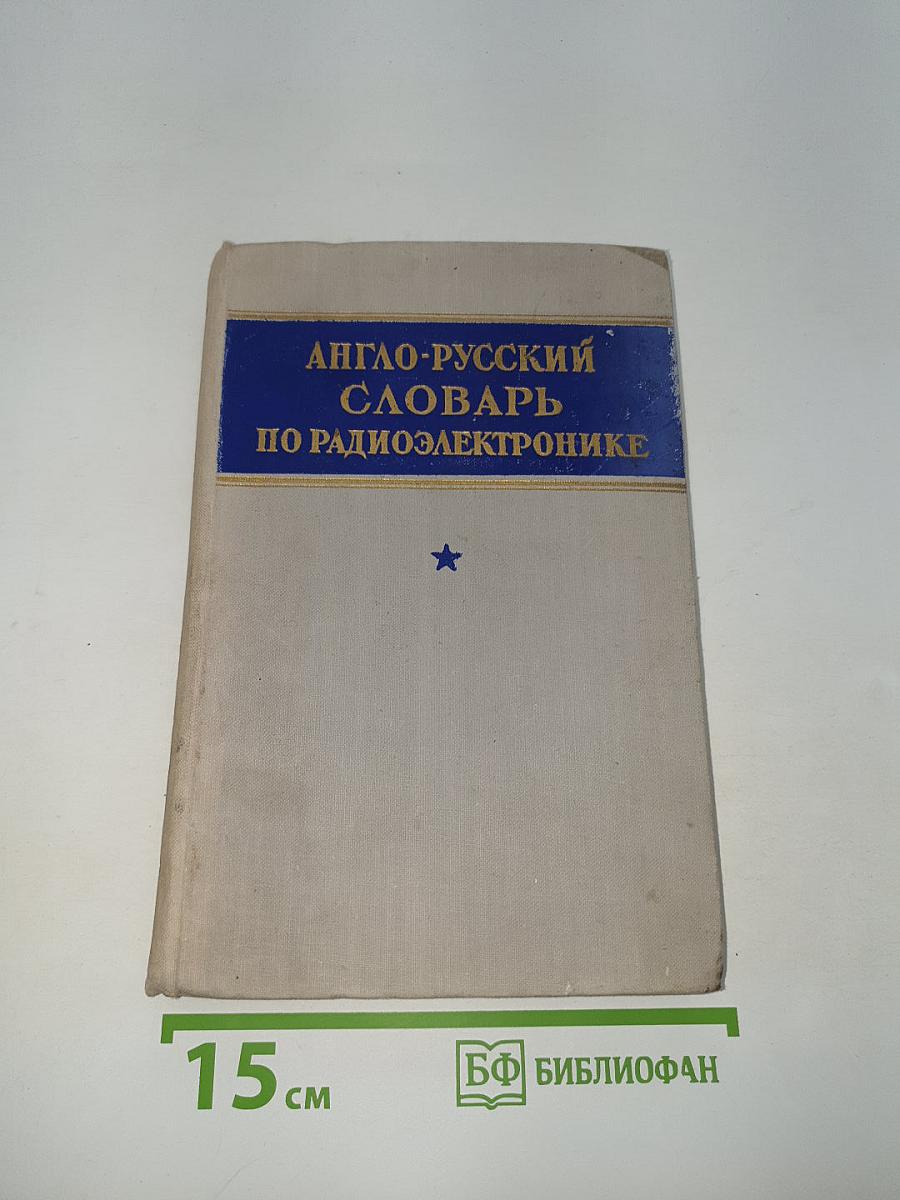 АНГЛО-РУССКИЙ
СЛОВАРЬ
ПО РАДИОЭЛЕКТРОНИКЕ
15 см
БФ БИБЛИОФАН